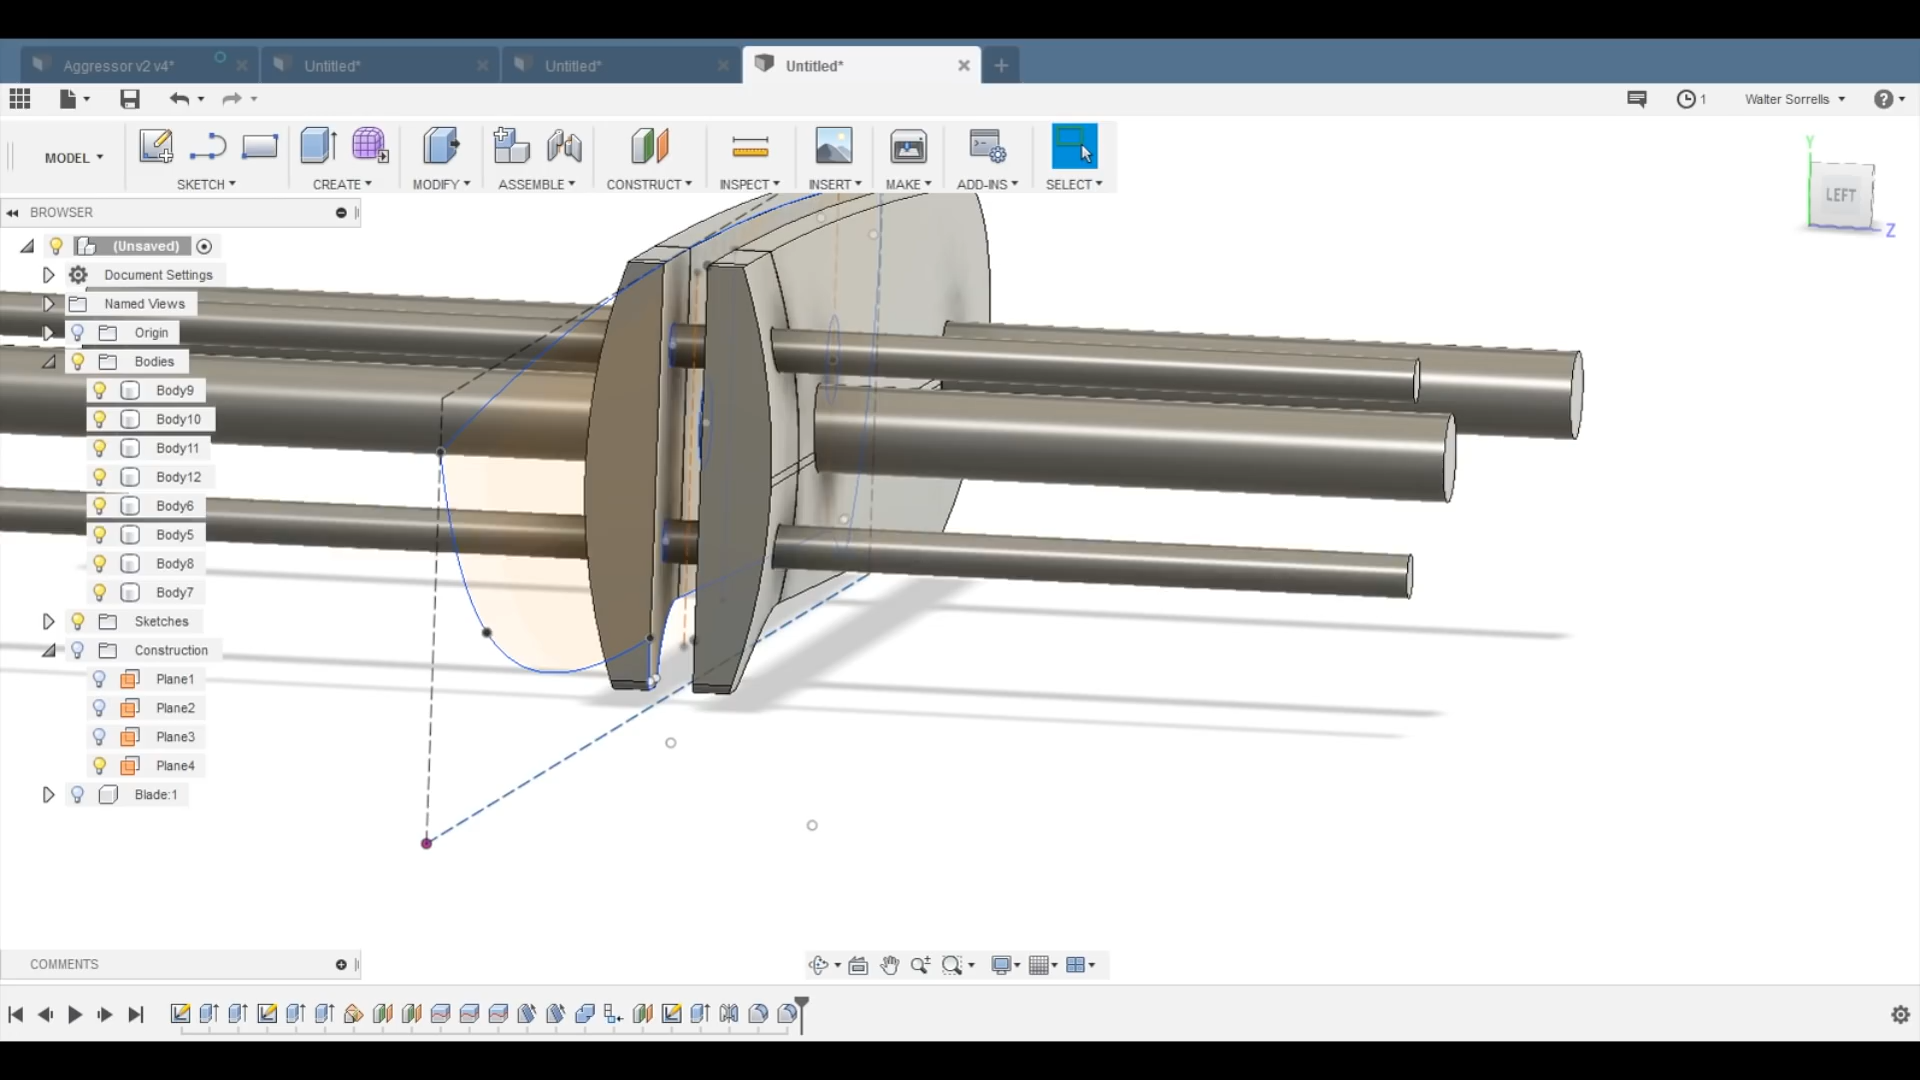 Aggressor v2 v4*
Untitled*
Untitled*
Untitled*
1
Walter Sorrells
MODEL
SKETCH
CREATE
MODIFY
ASSEMBLE
CONSTRUCT
INSPECT
INSERT
MAKE
ADD-INS
SELECT
Y
LEFT
Z
BROWSER
(Unsaved)
Document Settings
Named Views
Origin
Bodies
Body9
Body10
Body11
Body12
Body6
Body5
Body8
Body7
Sketches
Construction
Plane1
Plane2
Plane3
Plane4
Blade:1
COMMENTS